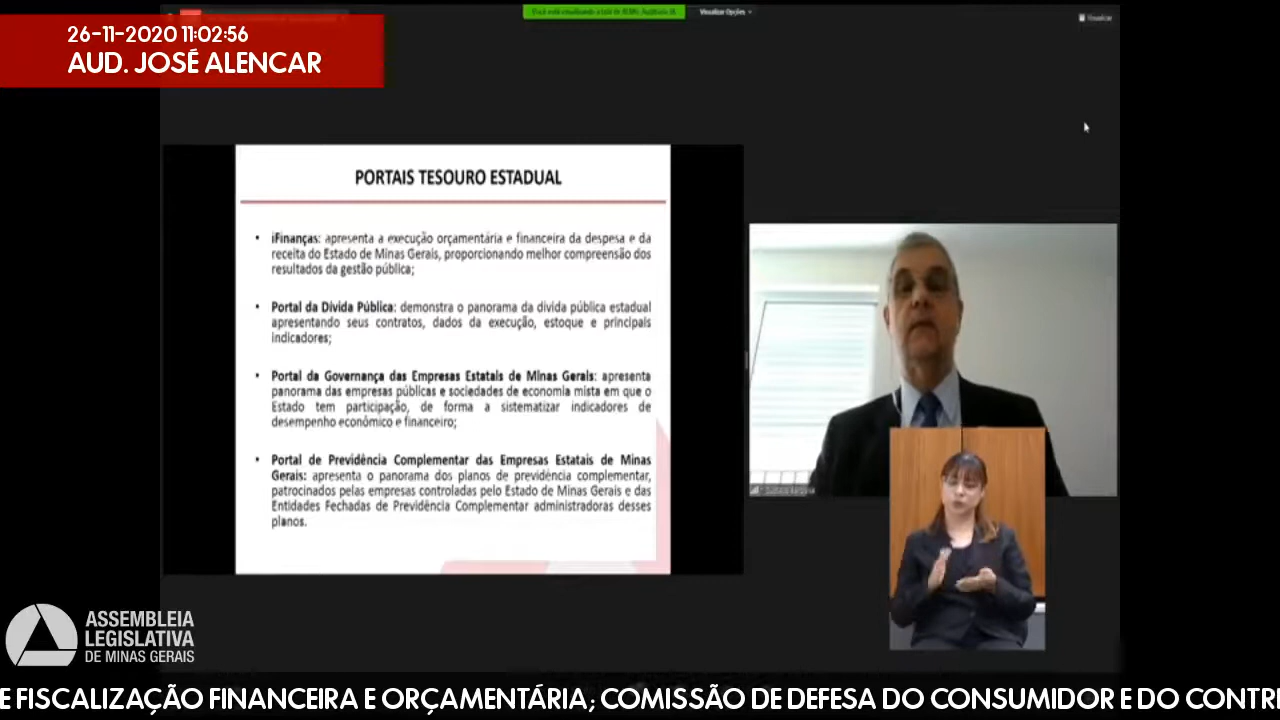 26-11-2020 11:02:56
AUD. JOSÉ ALENCAR
Visualizar Opções
Visualizar
PORTAIS TESOURO ESTADUAL
• iFinanças: apresenta a execução orçamentária e financeira da despesa e da
receita do Estado de Minas Gerais, proporcionando melhor compreensão dos
resultados da gestão pública;
• Portal da Dívida Pública: demonstra o panorama da dívida pública estadual
apresentando seus contratos, dados da execução, estoque e principais
indicadores;
• Portal da Governança das Empresas Estatais de Minas Gerais: apresenta
panorama das empresas públicas e sociedades de economia mista em que o
Estado tem participação, de forma a sistematizar indicadores de
desempenho econômico e financeiro;
• Portal de Previdência Complementar das Empresas Estatais de Minas
Gerais: apresenta o panorama dos planos de previdência complementar,
patrocinados pelas empresas controladas pelo Estado de Minas Gerais e das
Entidades Fechadas de Previdência Complementar administradoras desses
planos.
ASSEMBLEIA
LEGISLATIVA
DE MINAS GERAIS
E FISCALIZAÇÃO FINANCEIRA E ORÇAMENTÁRIA; COMISSÃO DE DEFESA DO CONSUMIDOR E DO CONTR